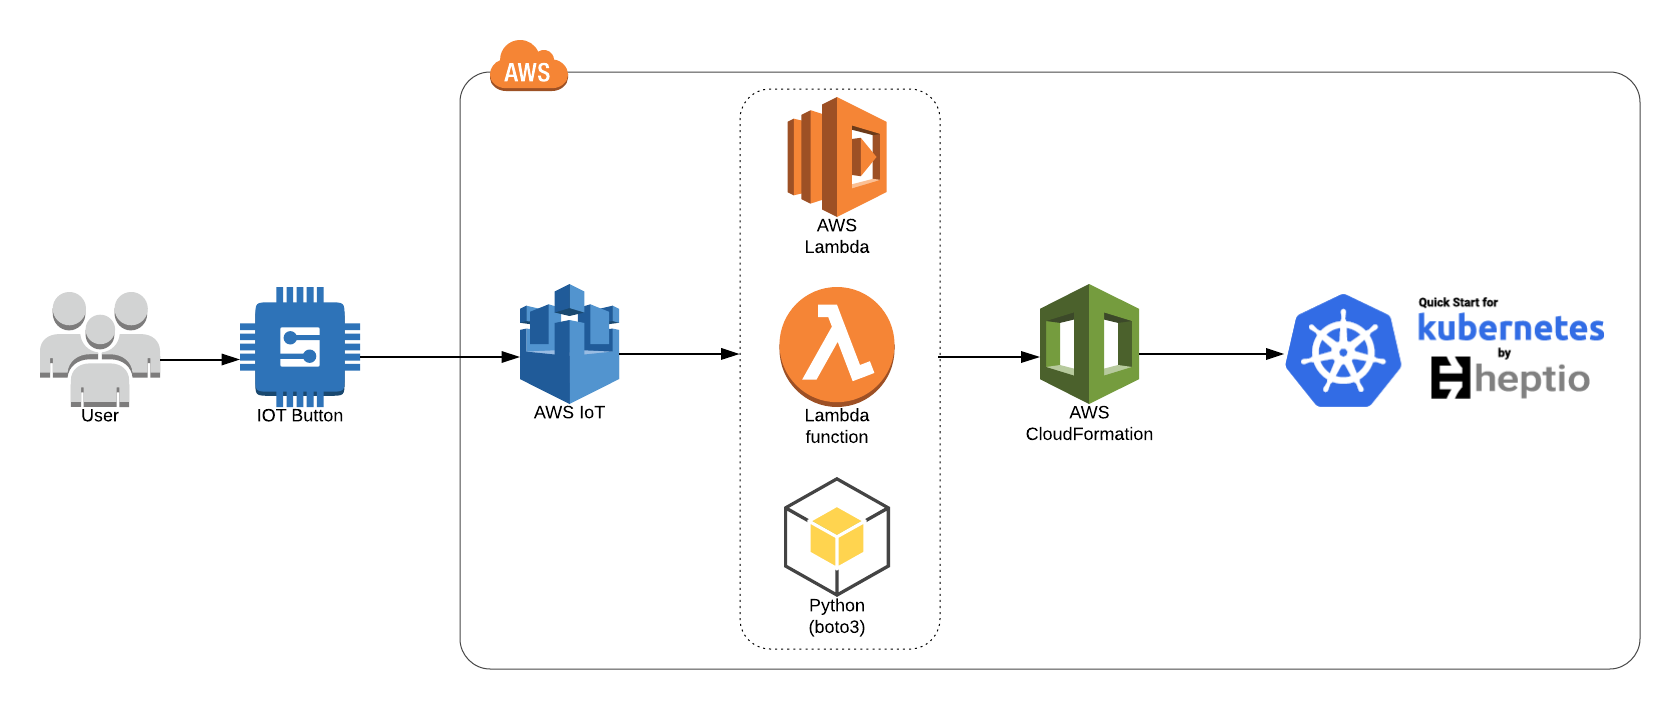 AWS
AWS
Lambda
User
IOT Button
AWS IoT
Lambda
function
AWS
CloudFormation
Quick Start for
kubernetes
by
heptio
Python
(boto3)